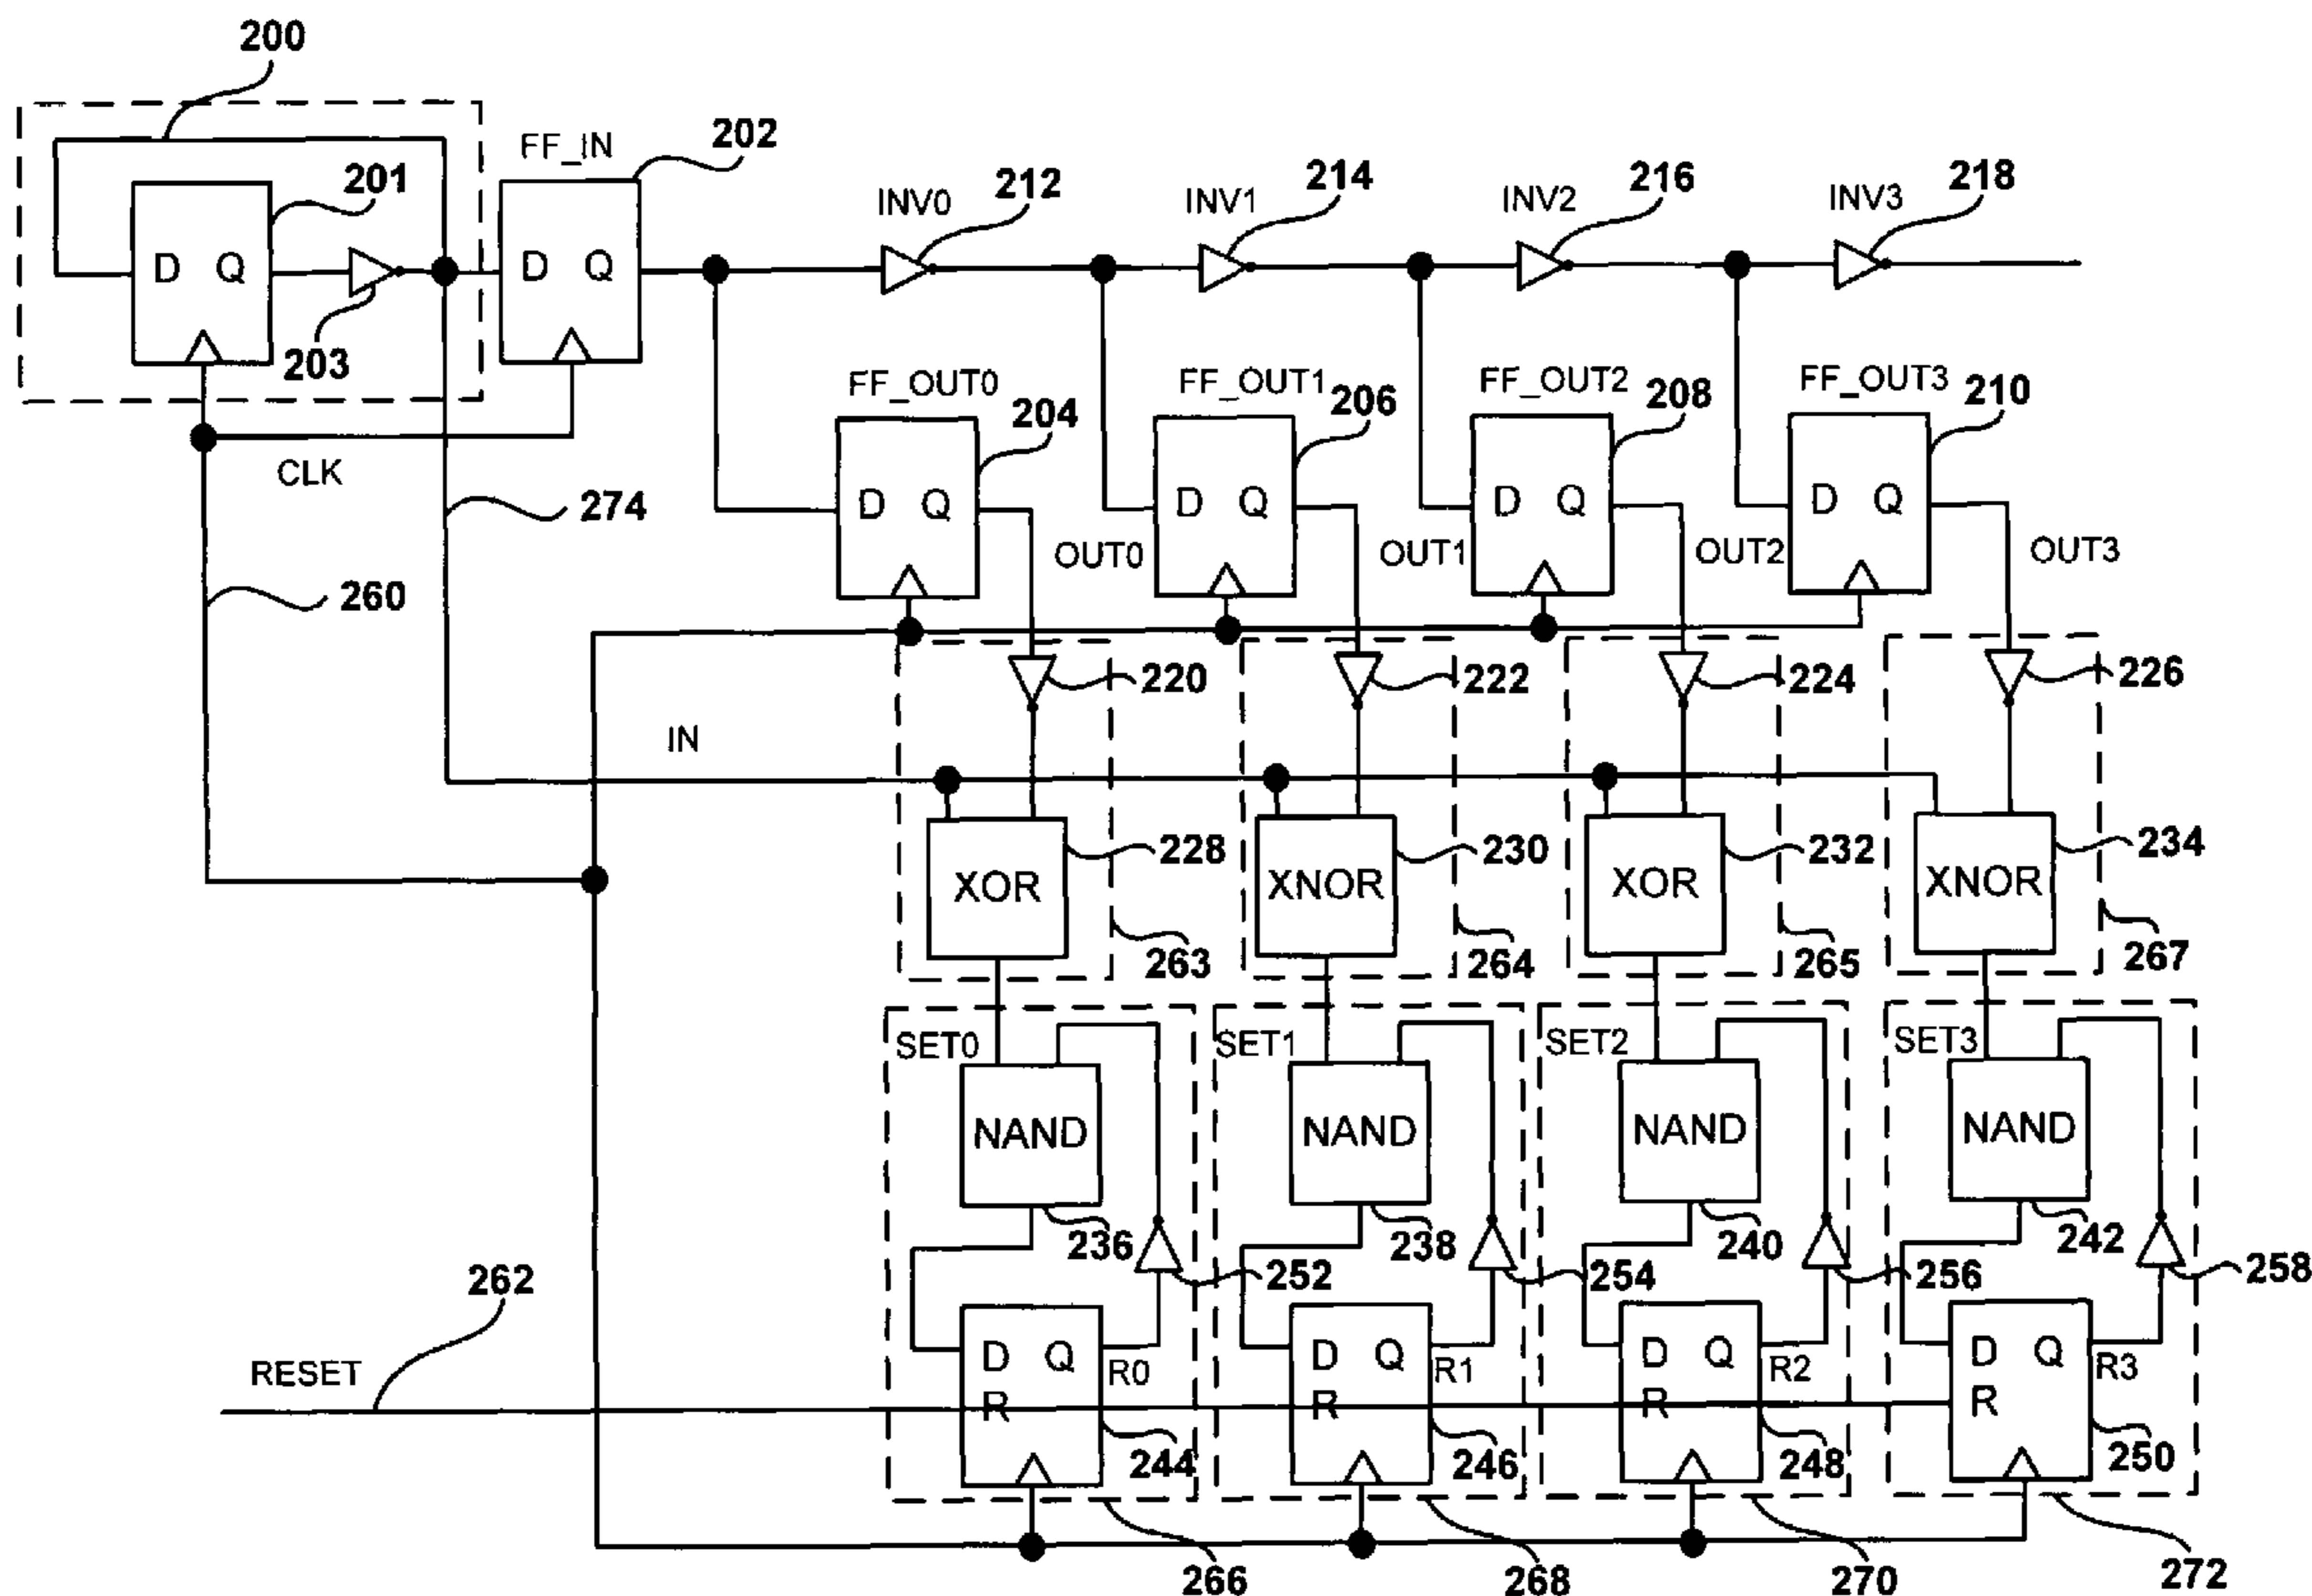 200
FF_IN
202
201
INV0
212
INV1
214
INV2
216
INV3
218
D Q
D Q
203
CLK
274
260
FF_OUT0
204
FF_OUT1
206
FF_OUT2
208
FF_OUT3
210
D Q
D Q
D Q
D Q
OUT0
OUT1
OUT2
OUT3
220
222
224
226
IN
XOR
228
XNOR
230
XOR
232
XNOR
234
263
264
265
267
SET0
SET1
SET2
SET3
NAND
NAND
NAND
NAND
236
238
240
242
252
254
256
258
262
RESET
D Q
R
R0
D Q
R
R1
D Q
R
R2
D Q
R
R3
244
246
248
250
266
268
270
272